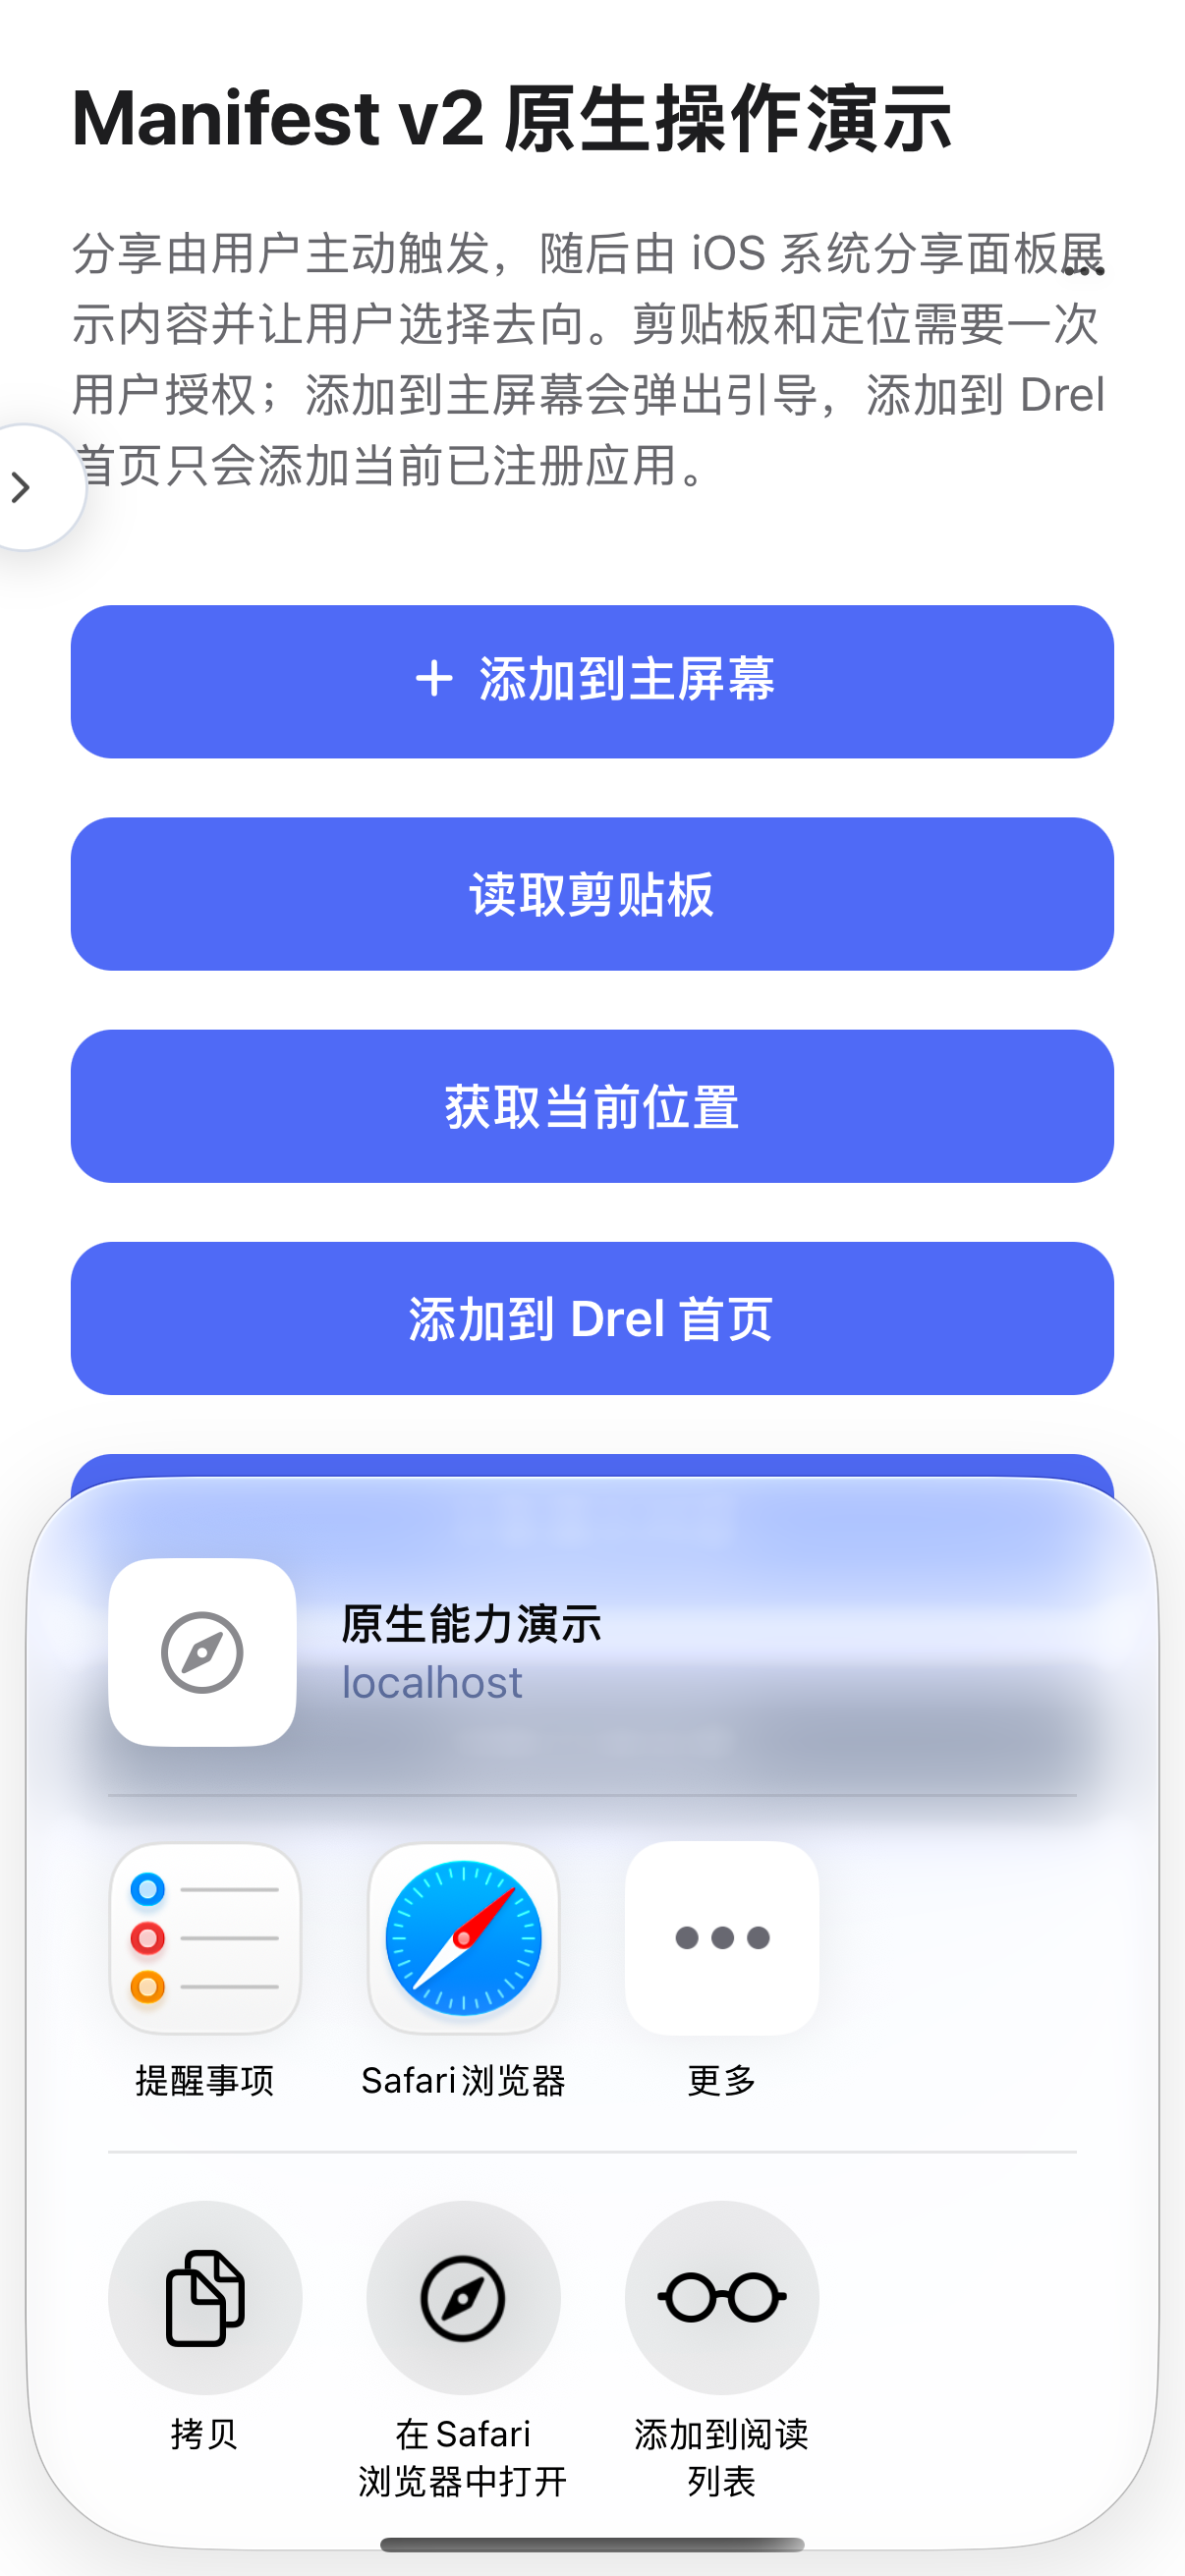 Manifest v2 原生操作演示
分享由用户主动触发，随后由 iOS 系统分享面板展
示内容并让用户选择去向。剪贴板和定位需要一次
用户授权；添加到主屏幕会弹出引导，添加到 Drel
首页只会添加当前已注册应用。
+ 添加到主屏幕
读取剪贴板
获取当前位置
添加到 Drel 首页
原生能力演示
localhost
提醒事项
Safari浏览器
更多
拷贝
在Safari
浏览器中打开
添加到阅读
列表